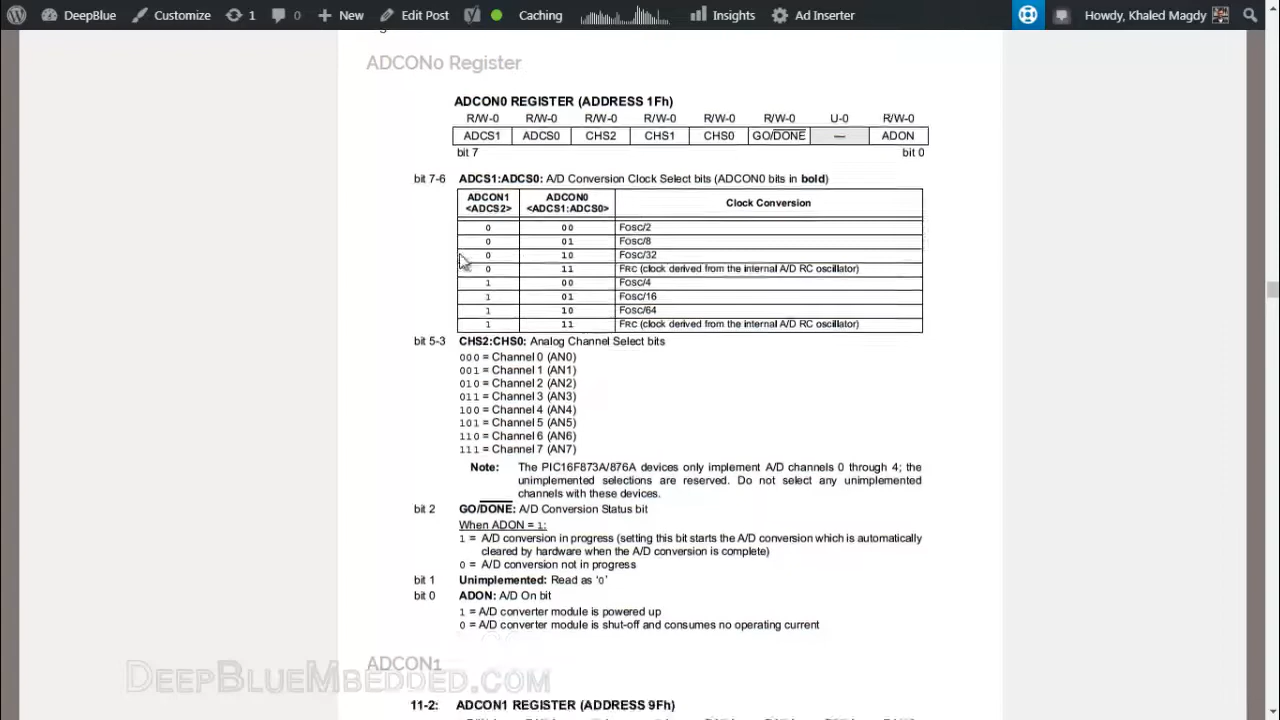 DeepBlue Customize 1 0 New Edit Post Caching Insights Ad Inserter Howdy, Khaled Magdy
ADCON0 Register
ADCON0 REGISTER (ADDRESS 1Fh)
R/W-0 R/W-0 R/W-0 R/W-0 R/W-0 R/W-0 U-0 R/W-0
ADCS1 ADCS0 CHS2 CHS1 CHS0 GO/DONE — ADON
bit 7 bit 0
bit 7-6 ADCS1:ADCS0: A/D Conversion Clock Select bits (ADCON0 bits in bold)
ADCON1 <ADCS2> ADCON0 <ADCS1:ADCS0> Clock Conversion
0 00 FOSC/2
0 01 FOSC/8
0 10 FOSC/32
0 11 FRC (clock derived from the internal A/D RC oscillator)
1 00 FOSC/4
1 01 FOSC/16
1 10 FOSC/64
1 11 FRC (clock derived from the internal A/D RC oscillator)
bit 5-3 CHS2:CHS0: Analog Channel Select bits
000 = Channel 0 (AN0)
001 = Channel 1 (AN1)
010 = Channel 2 (AN2)
011 = Channel 3 (AN3)
100 = Channel 4 (AN4)
101 = Channel 5 (AN5)
110 = Channel 6 (AN6)
111 = Channel 7 (AN7)
Note: The PIC16F873A/876A devices only implement A/D channels 0 through 4; the
unimplemented selections are reserved. Do not select any unimplemented
channels with these devices.
bit 2 GO/DONE: A/D Conversion Status bit
When ADON = 1:
1 = A/D conversion in progress (setting this bit starts the A/D conversion which is automatically
cleared by hardware when the A/D conversion is complete)
0 = A/D conversion not in progress
bit 1 Unimplemented: Read as '0'
bit 0 ADON: A/D On bit
1 = A/D converter module is powered up
0 = A/D converter module is shut-off and consumes no operating current
ADCON1
DEEPBLUEMBEDDED.COM
11-2: ADCON1 REGISTER (ADDRESS 9Fh)